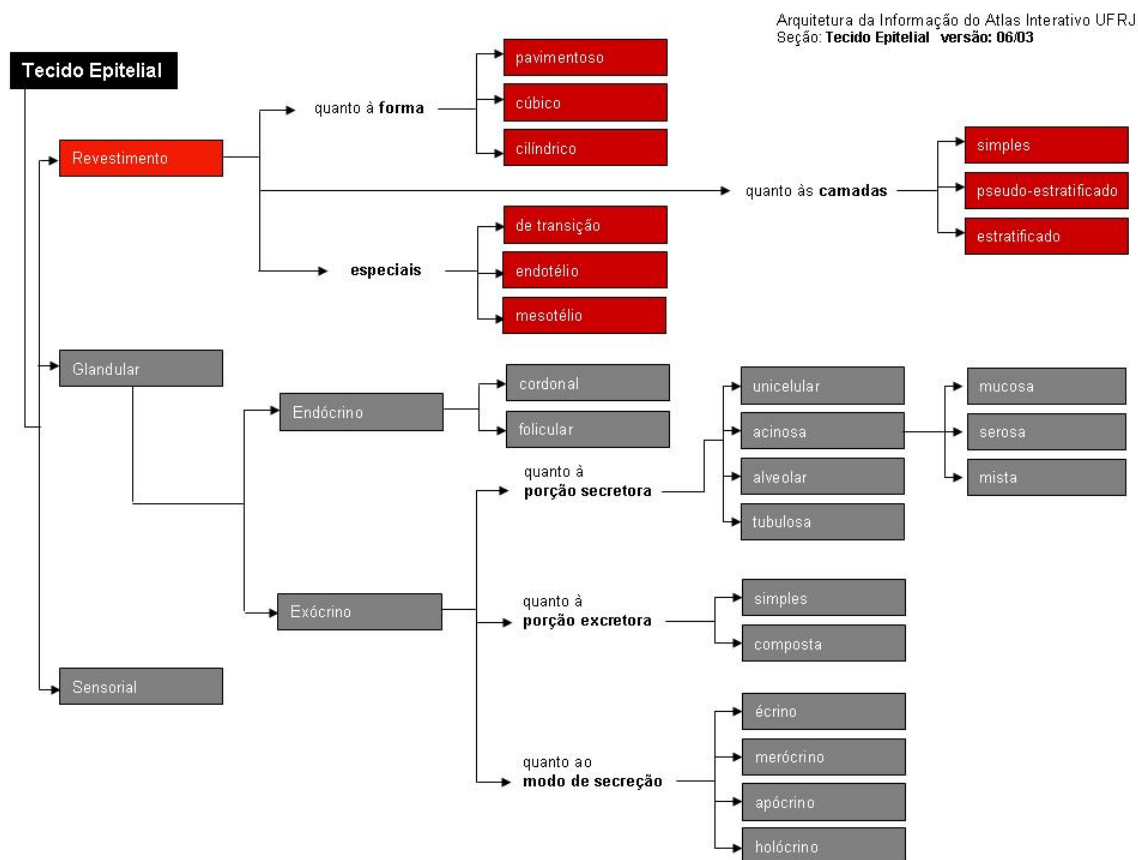 Arquitetura da Informação do Atlas Interativo UFRJ
Seção: Tecido Epitelial versão: 06/03
Tecido Epitelial
Revestimento
quanto à forma
pavimentoso
cúbico
cilíndrico
quanto às camadas
simples
pseudo-estratificado
estratificado
especiais
de transição
endotélio
mesotélio
Glandular
Endócrino
cordonal
folicular
Exócrino
quanto à
porção secretora
unicelular
acinosa
alveolar
tubulosa
mucosa
serosa
mista
quanto à
porção excretora
simples
composta
quanto ao
modo de secreção
écrino
merócrino
apócrino
holócrino
Sensorial